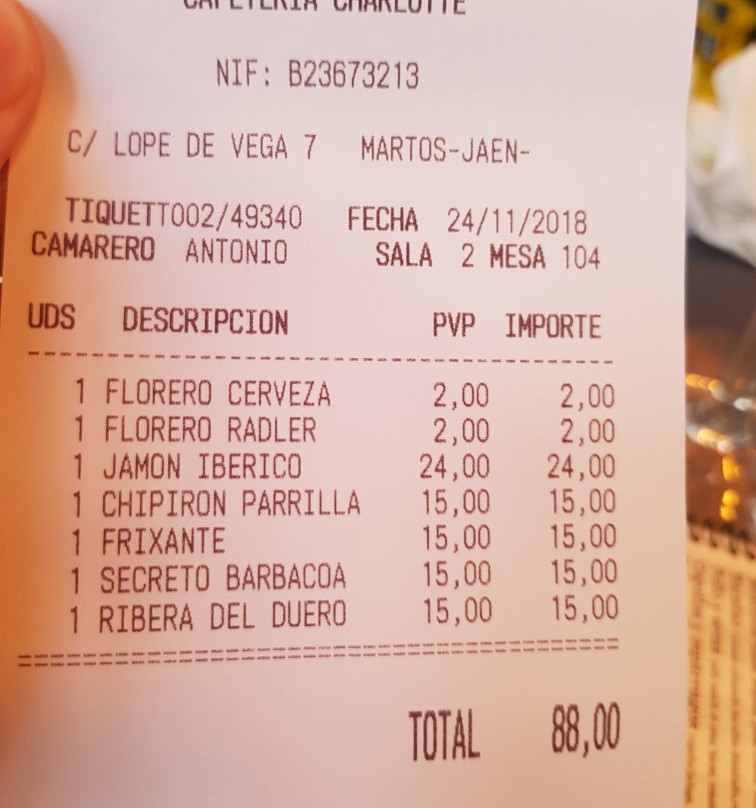 CAFETERIA CHARLOTTE
NIF: B23673213
C/ LOPE DE VEGA 7 MARTOS-JAEN-
TIQUETT002/49340 FECHA 24/11/2018
CAMARERO ANTONIO SALA 2 MESA 104
UDS DESCRIPCION PVP IMPORTE
1 FLORERO CERVEZA 2,00 2,00
1 FLORERO RADLER 2,00 2,00
1 JAMON IBERICO 24,00 24,00
1 CHIPIRON PARRILLA 15,00 15,00
1 FRIXANTE 15,00 15,00
1 SECRETO BARBACOA 15,00 15,00
1 RIBERA DEL DUERO 15,00 15,00
TOTAL 88,00